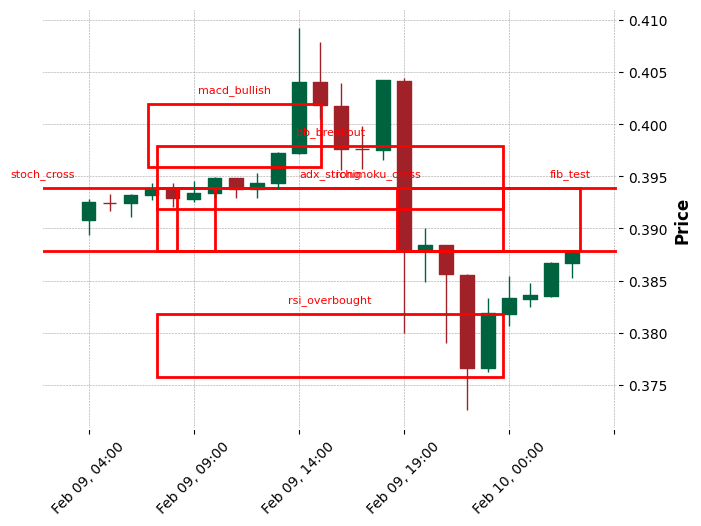 0.410
0.405
macd_bullish
0.400
bb_breakout
stoch_cross
adx_strong
ichimoku_cross
fib_test
0.395
0.390
Price
0.385
rsi_overbought
0.380
0.375
Feb 09, 04:00
Feb 09, 09:00
Feb 09, 14:00
Feb 09, 19:00
Feb 10, 00:00